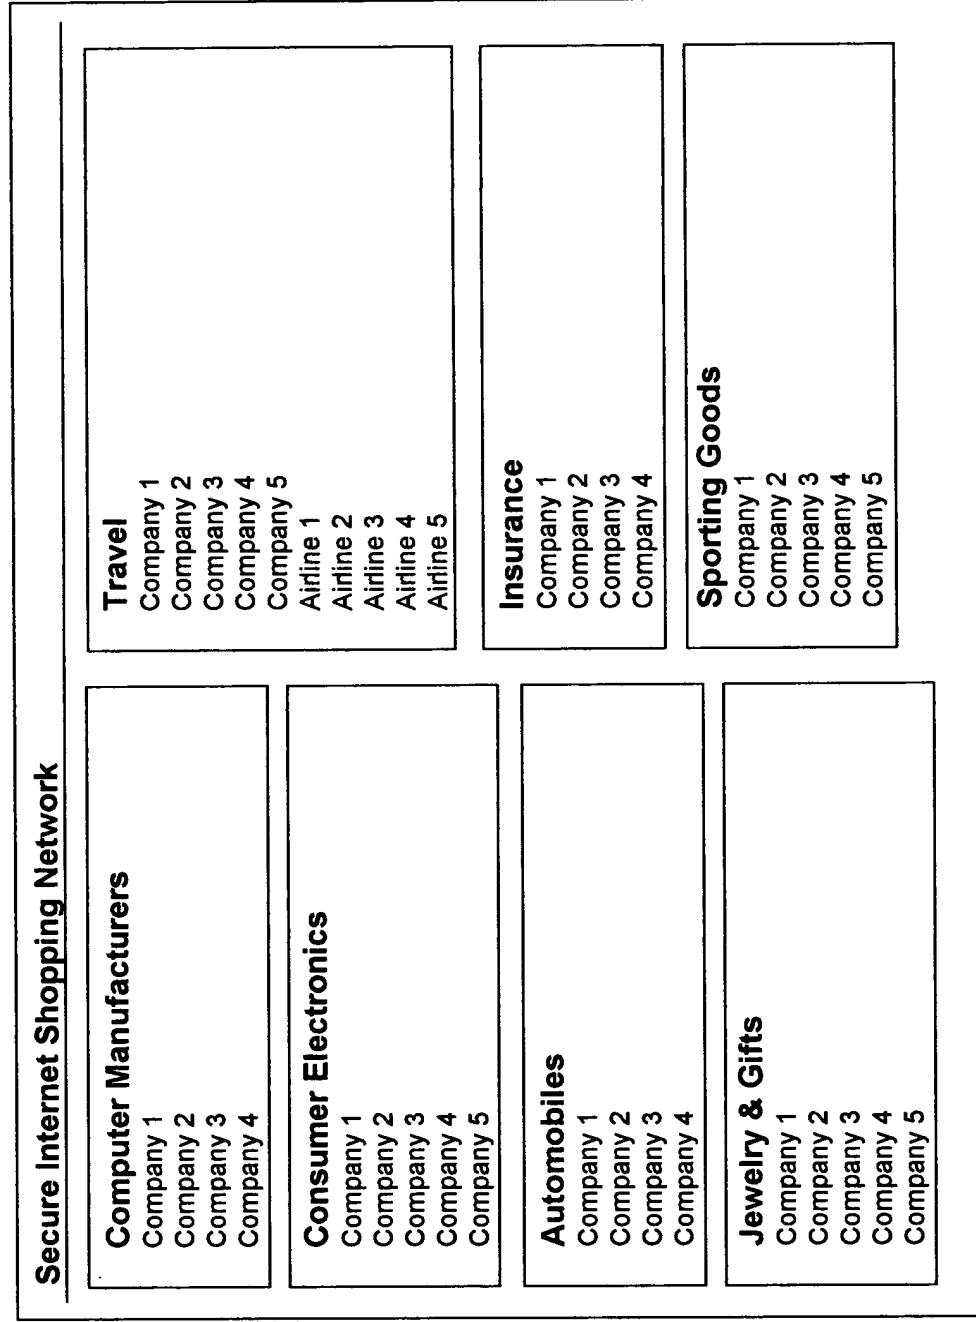 Secure Internet Shopping Network
Computer Manufacturers
Company 1
Company 2
Company 3
Company 4
Consumer Electronics
Company 1
Company 2
Company 3
Company 4
Company 5
Automobiles
Company 1
Company 2
Company 3
Company 4
Jewelry & Gifts
Company 1
Company 2
Company 3
Company 4
Company 5
Travel
Company 1
Company 2
Company 3
Company 4
Company 5
Airline 1
Airline 2
Airline 3
Airline 4
Airline 5
Insurance
Company 1
Company 2
Company 3
Company 4
Sporting Goods
Company 1
Company 2
Company 3
Company 4
Company 5